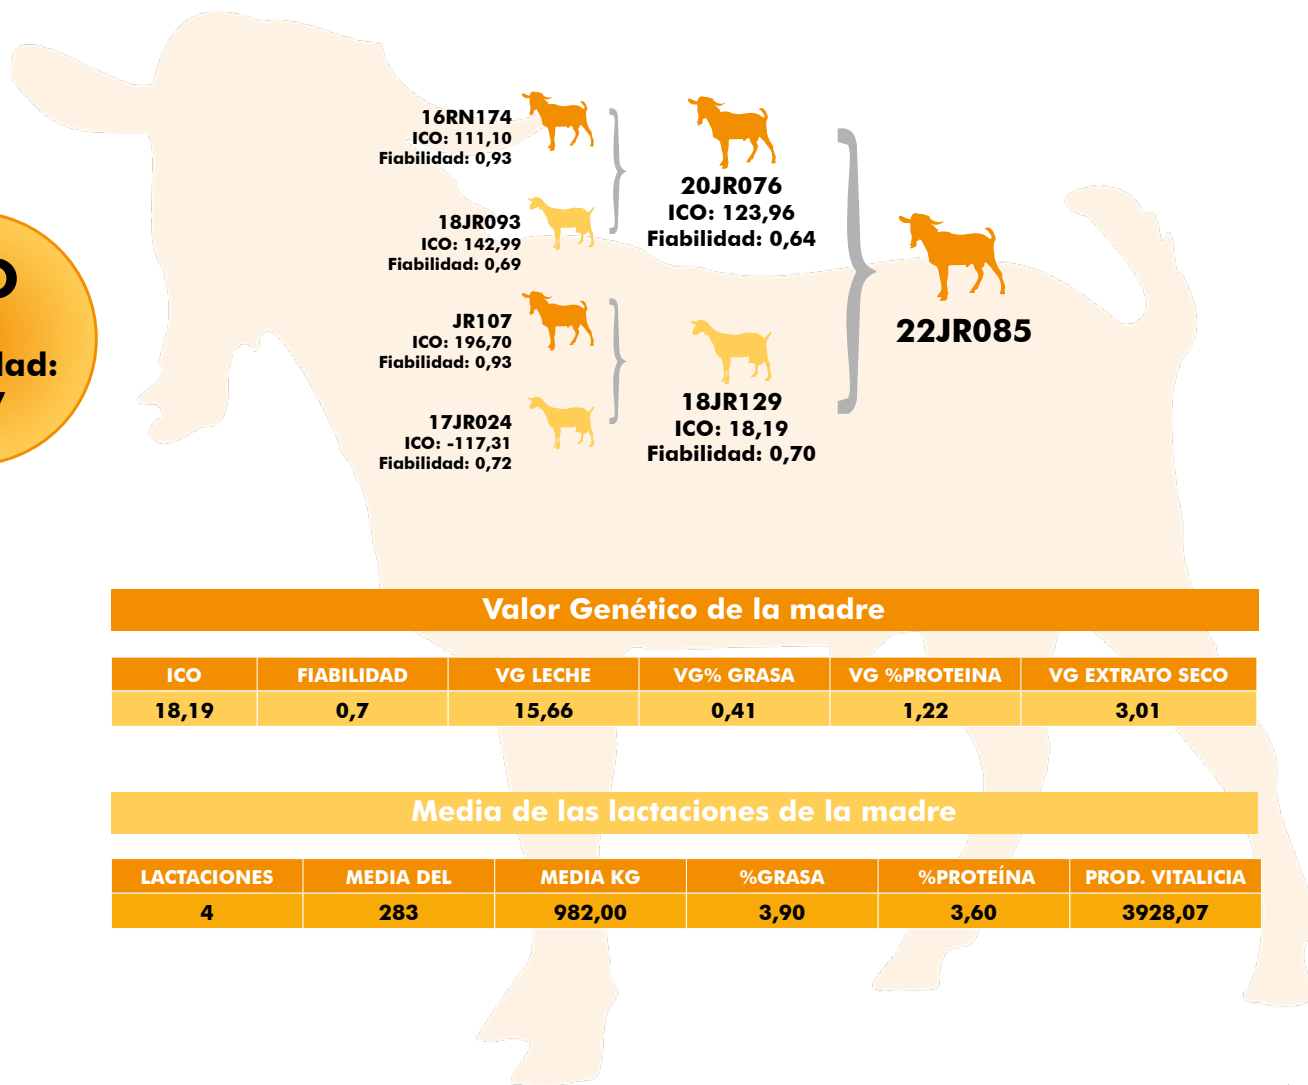 16RN174
ICO: 111,10
Fiabilidad: 0,93
18JR093
ICO: 142,99
Fiabilidad: 0,69
JR107
ICO: 196,70
Fiabilidad: 0,93
17JR024
ICO: -117,31
Fiabilidad: 0,72
20JR076
ICO: 123,96
Fiabilidad: 0,64
18JR129
ICO: 18,19
Fiabilidad: 0,70
22JR085
Valor Genético de la madre
ICO FIABILIDAD VG LECHE VG% GRASA VG %PROTEINA VG EXTRATO SECO
18,19 0,7 15,66 0,41 1,22 3,01
Media de las lactaciones de la madre
LACTACIONES MEDIA DEL MEDIA KG %GRASA %PROTEÍNA PROD. VITALICIA
4 283 982,00 3,90 3,60 3928,07